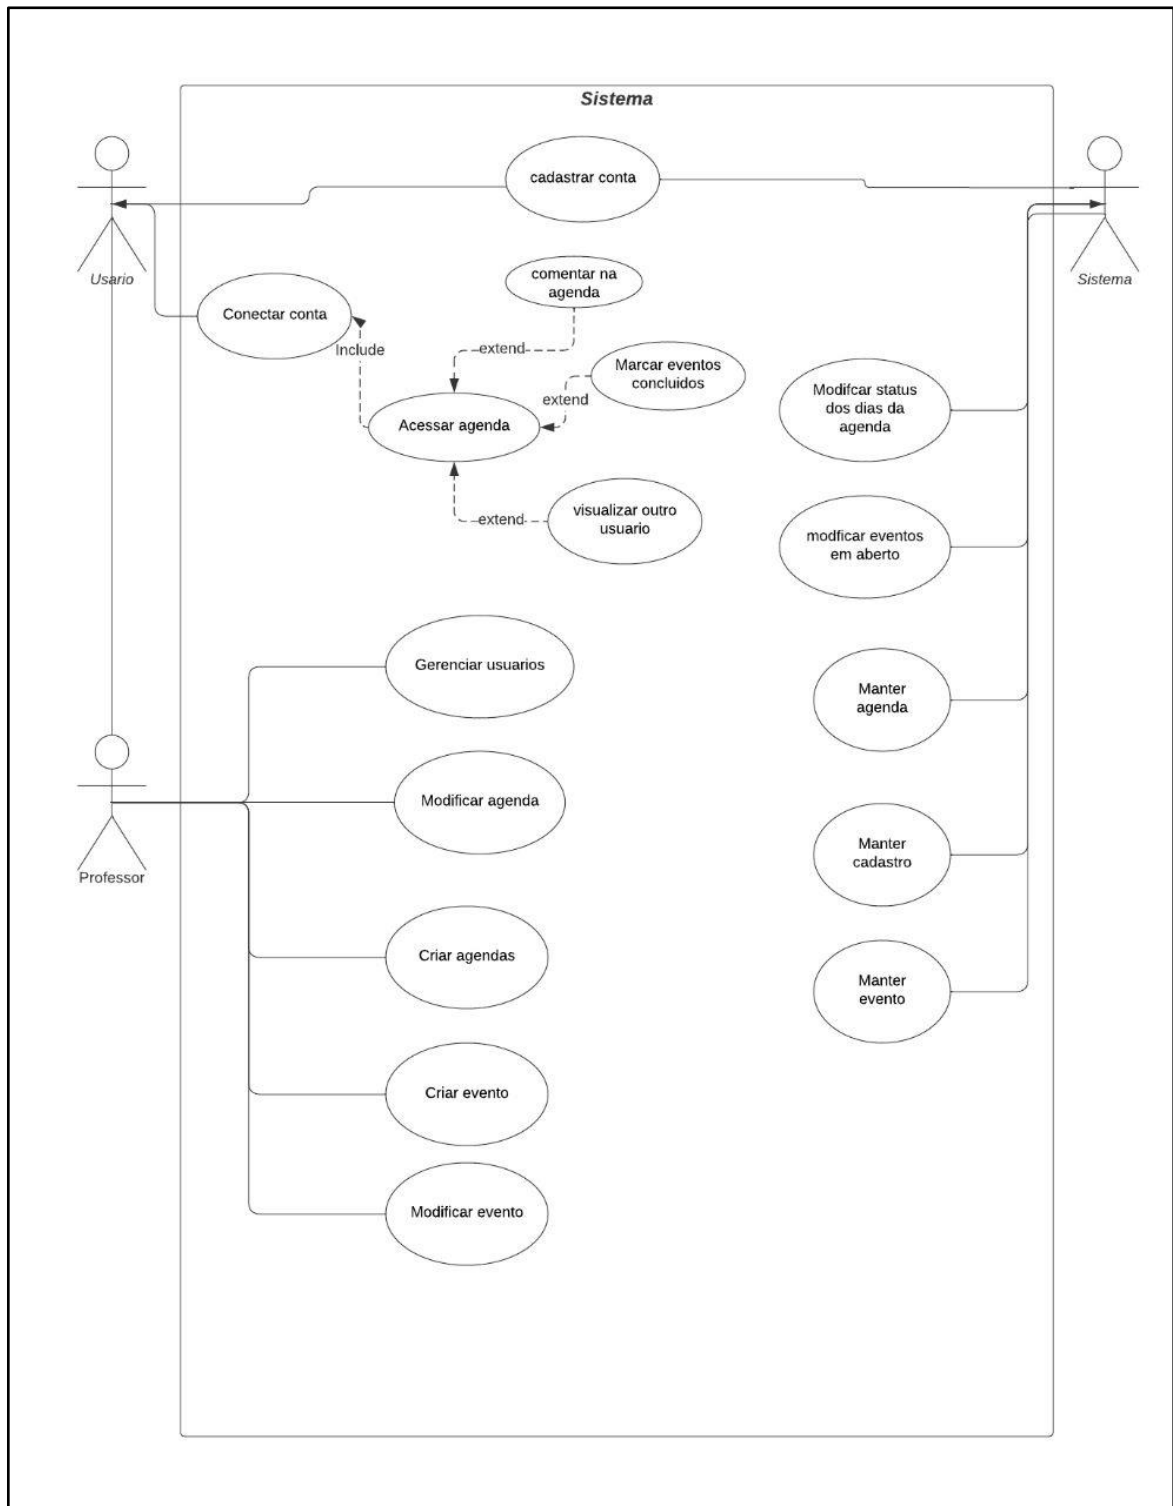 Sistema
cadastrar conta
Usario
Sistema
comentar na
agenda
Conectar conta
Include
extend
Marcar eventos
concluidos
extend
Modifcar status
dos dias da
agenda
Acessar agenda
visualizar outro
usuario
extend
modficar eventos
em aberto
Gerenciar usuarios
Manter
agenda
Modificar agenda
Professor
Manter
cadastro
Criar agendas
Manter
evento
Criar evento
Modificar evento